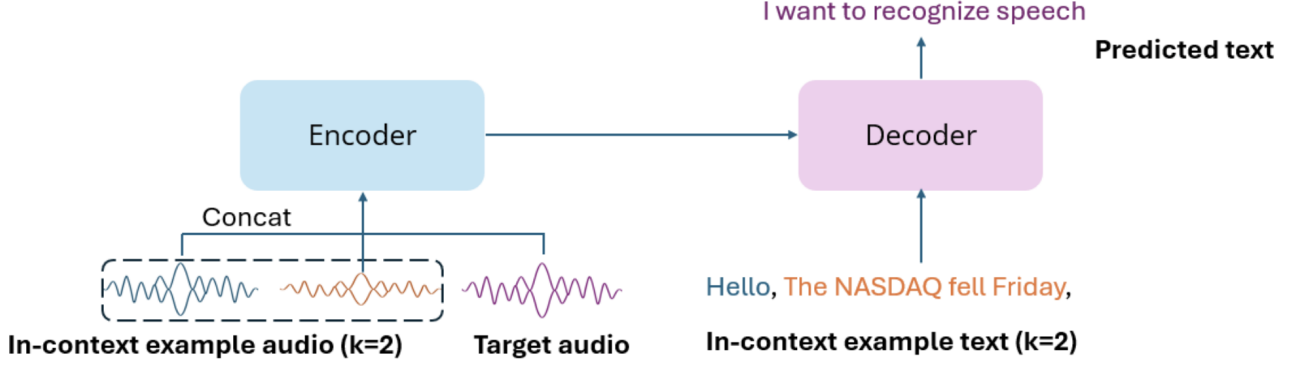 I want to recognize speech
Predicted text
Encoder
Decoder
Concat
Hello, The NASDAQ fell Friday,
In-context example audio (k=2)
Target audio
In-context example text (k=2)